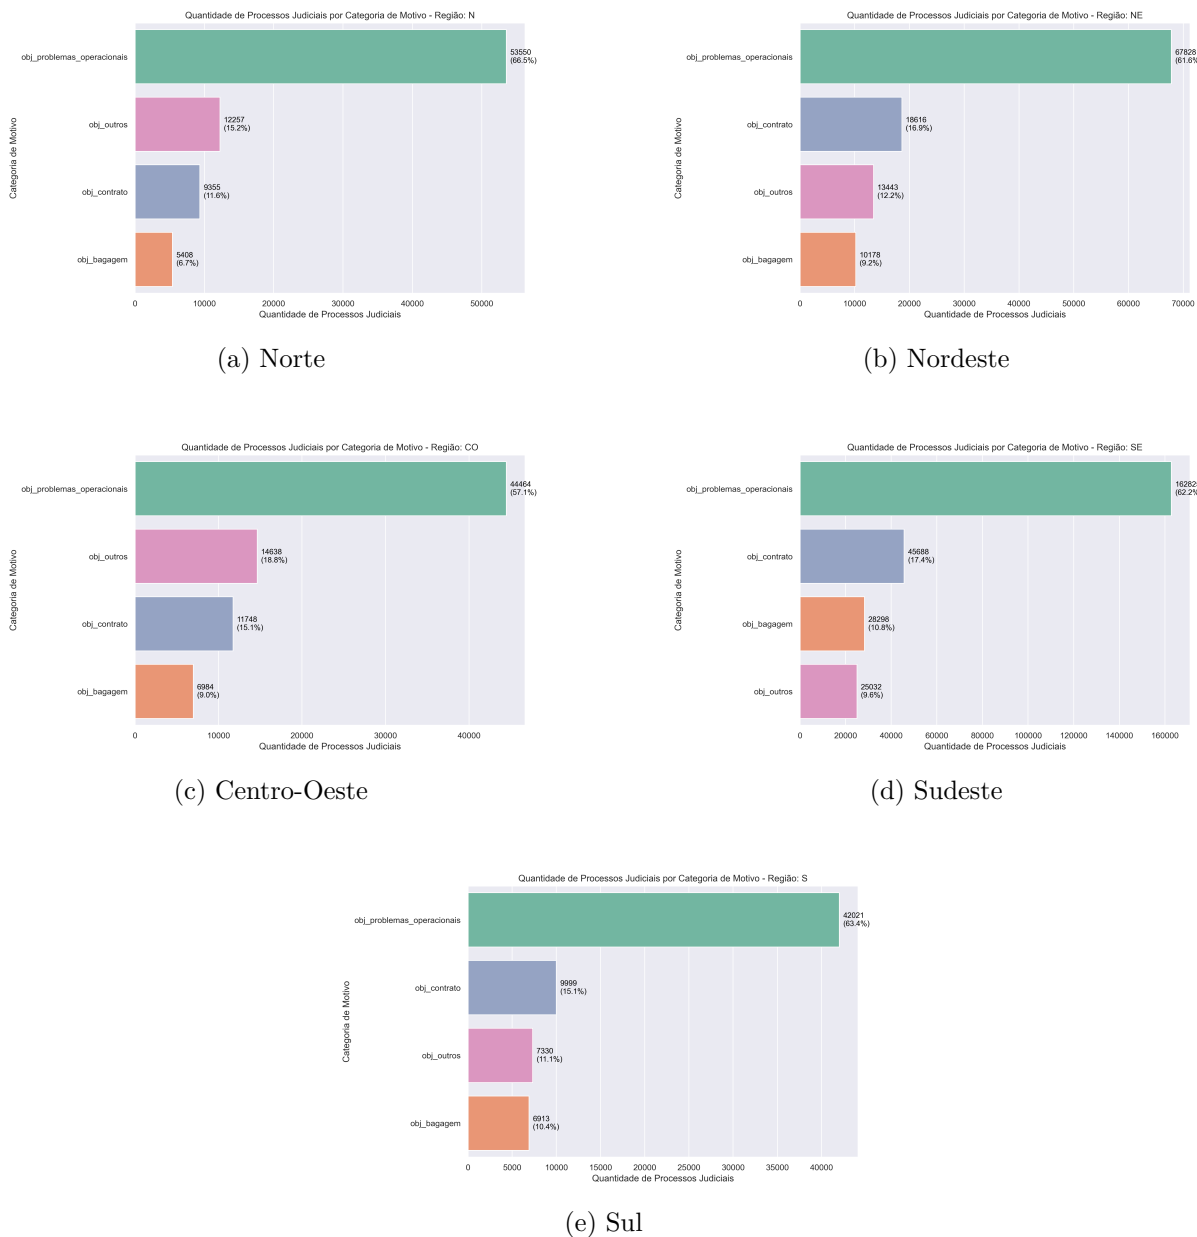 Quantidade de Processos Judiciais por Categoria de Motivo - Região: N
Categoria de Motivo
obj_problemas_operacionais
53550
(66.5%)
obj_outros
12257
(15.2%)
obj_contrato
9355
(11.6%)
obj_bagagem
5408
(6.7%)
0 10000 20000 30000 40000 50000
Quantidade de Processos Judiciais
(a) Norte
Quantidade de Processos Judiciais por Categoria de Motivo - Região: NE
Categoria de Motivo
obj_problemas_operacionais
67828
(61.6%
obj_contrato
18616
(16.9%)
obj_outros
13443
(12.2%)
obj_bagagem
10178
(9.2%)
0 10000 20000 30000 40000 50000 60000 70000
Quantidade de Processos Judiciais
(b) Nordeste
Quantidade de Processos Judiciais por Categoria de Motivo - Região: CO
Categoria de Motivo
obj_problemas_operacionais
44464
(57.1%)
obj_outros
14638
(18.8%)
obj_contrato
11748
(15.1%)
obj_bagagem
6984
(9.0%)
0 10000 20000 30000 40000
Quantidade de Processos Judiciais
(c) Centro-Oeste
Quantidade de Processos Judiciais por Categoria de Motivo - Região: SE
Categoria de Motivo
obj_problemas_operacionais
(62.2%
obj_contrato
45688
(17.4%)
obj_bagagem
28298
(10.8%)
obj_outros
25032
(9.6%)
0 20000 40000 60000 80000 100000 120000 140000 160000
Quantidade de Processos Judiciais
(d) Sudeste
Quantidade de Processos Judiciais por Categoria de Motivo - Região: S
Categoria de Motivo
obj_problemas_operacionais
42021
(63.4%)
obj_contrato
9999
(15.1%)
obj_outros
7330
(11.1%)
obj_bagagem
6913
(10.4%)
0 5000 10000 15000 20000 25000 30000 35000 40000
Quantidade de Processos Judiciais
(e) Sul